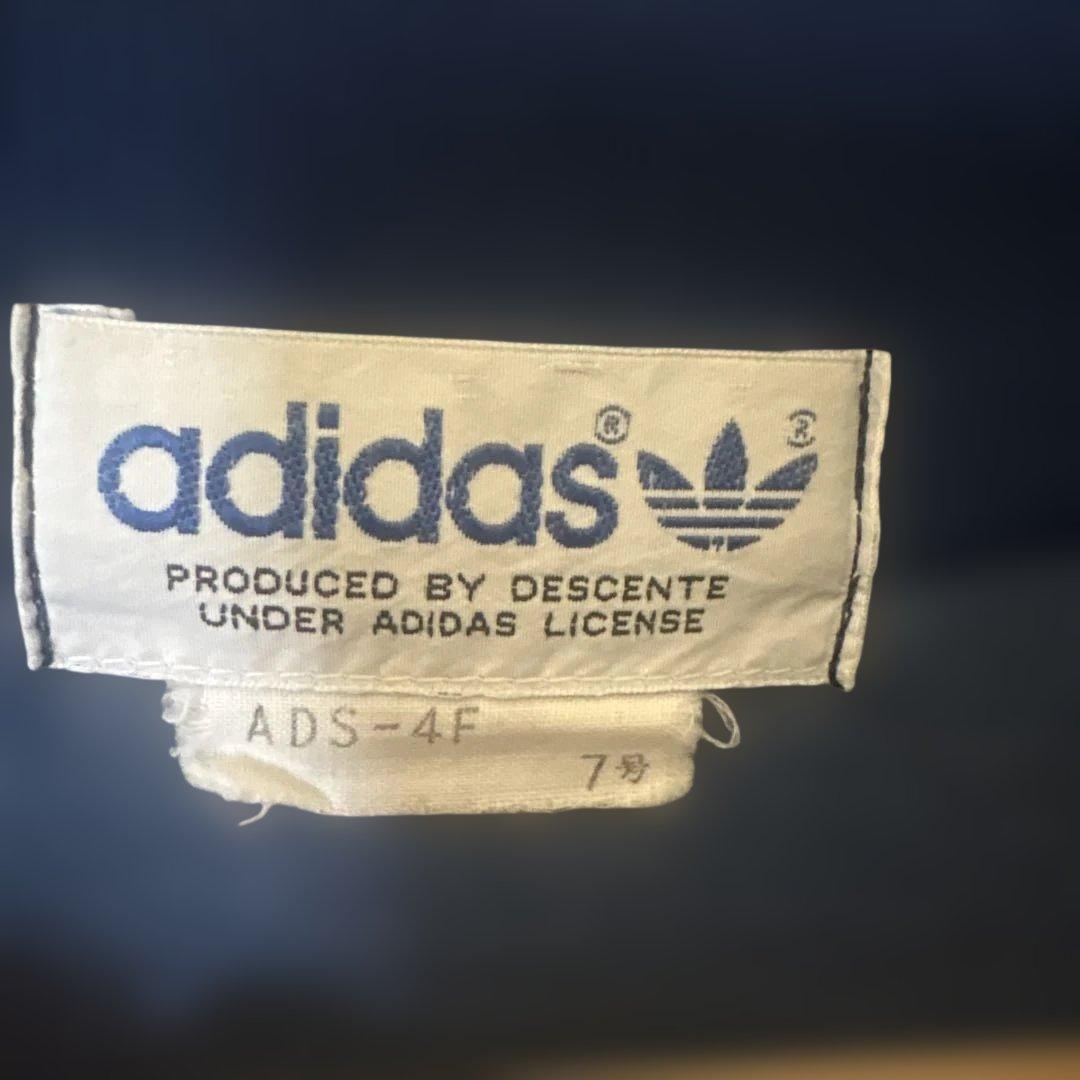 adidas®
PRODUCED BY DESCENTE
UNDER ADIDAS LICENSE
ADS-4F
7号